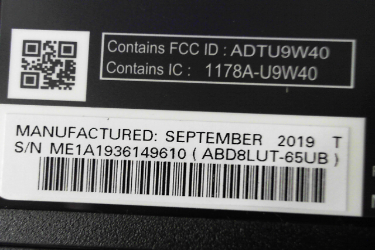 Contains FCC ID : ADTU9W40
Contains IC : 1178A-U9W40
MANUFACTURED: SEPTEMBER 2019 T
S/N ME1A1936149610 ( ABD8LUT-65UB )